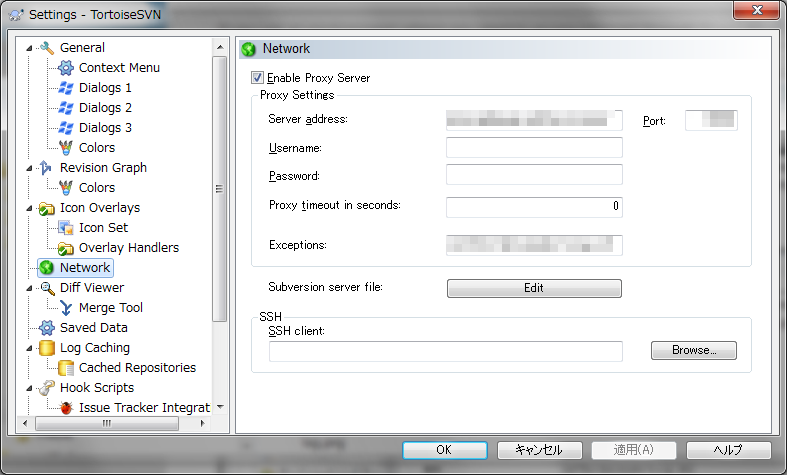 Settings - TortoiseSVN
General
Context Menu
Dialogs 1
Dialogs 2
Dialogs 3
Colors
Revision Graph
Colors
Icon Overlays
Icon Set
Overlay Handlers
Network
Diff Viewer
Merge Tool
Saved Data
Log Caching
Cached Repositories
Hook Scripts
Issue Tracker Integrat
Network
Enable Proxy Server
Proxy Settings
Server address:
Port:
Username:
Password:
Proxy timeout in seconds:
0
Exceptions:
Subversion server file:
Edit
SSH
SSH client:
Browse...
OK
キャンセル
適用(A)
ヘルプ